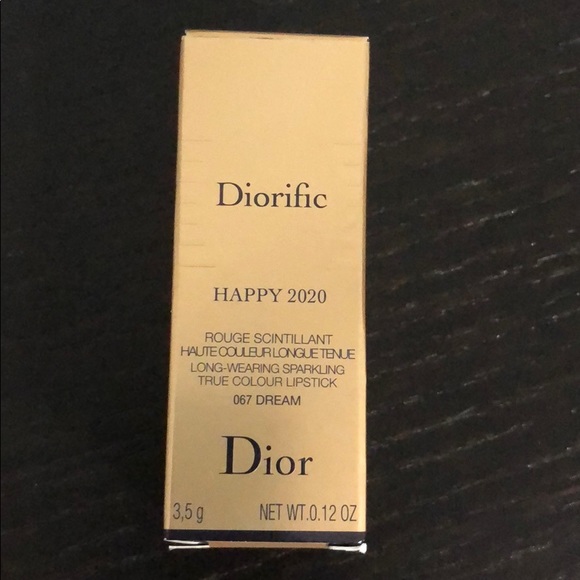 Diorific
HAPPY 2020
ROUGE SCINTILLANT
HAUTE COULEUR LONGUE TENUE
LONG-WEARING SPARKLING
TRUE COLOUR LIPSTICK
067 DREAM
Dior
3,5 g NET WT.0.12 OZ